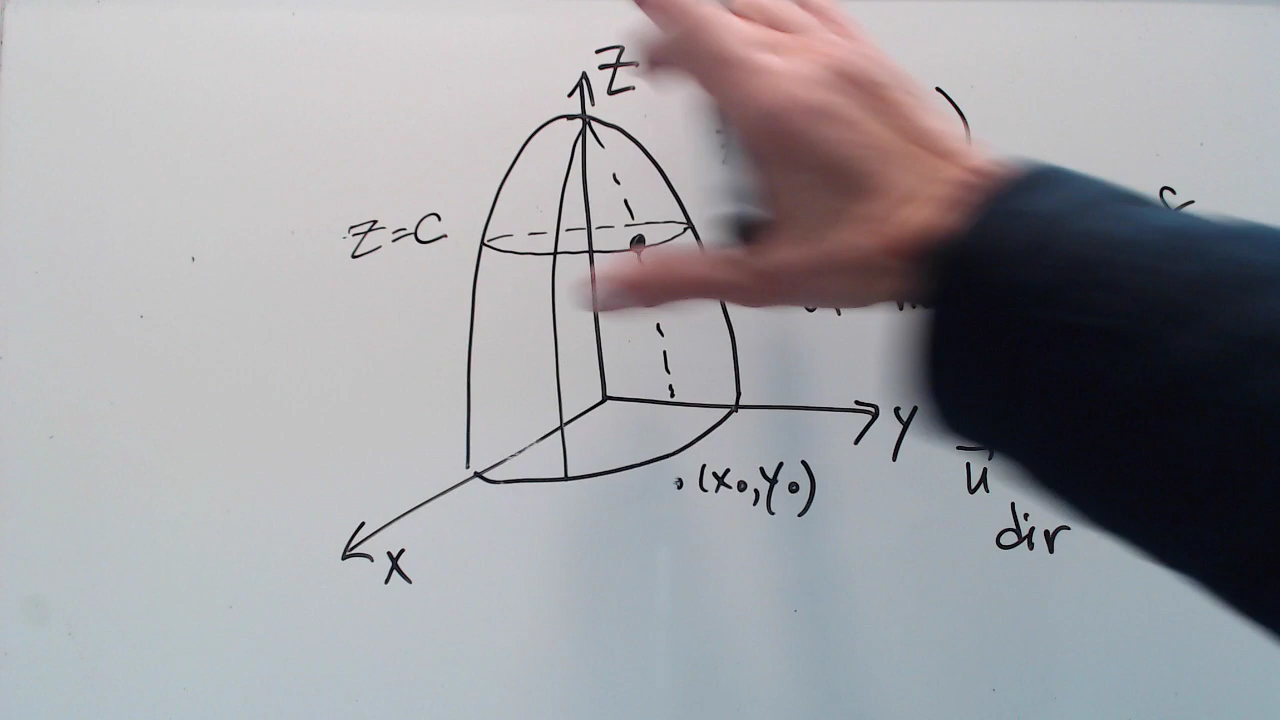 Z
Z=C
y
(x₀,y₀)
u⃗
dir
x